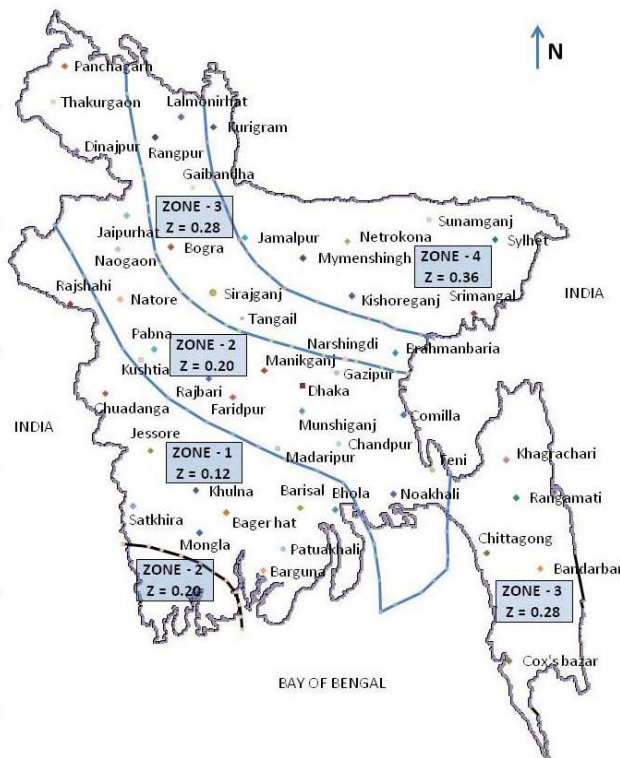 N
Panchagarh
Thakurgaon
Lalmonirhat
Kurigram
Dinajpur
Rangpur
Gaibandha
ZONE - 3
Z = 0.28
Jaipurhat
Bogra
Jamalpur
Netrokona
Sunamganj
Sylhet
Naogaon
Mymensingh
ZONE - 4
Z = 0.36
Rajshahi
Natore
Sirajganj
Kishoreganj
Srimangal
INDIA
Tangail
Pabna
ZONE - 2
Z = 0.20
Narshingdi
Brahmanbaria
Kushtia
Manikganj
Gazipur
Rajbari
Dhaka
Chuadanga
Faridpur
INDIA
Munshiganj
Comilla
Jessore
ZONE - 1
Z = 0.12
Chandpur
Madaripur
Feni
Khagrachari
Khulna
Barisal
Bhola
Noakhali
Rangamati
Satkhira
Bager hat
Mongla
Patuakhali
Chittagong
ZONE - 2
Z = 0.20
Barguna
Bandarban
ZONE - 3
Z = 0.28
Cox's bazar
BAY OF BENGAL